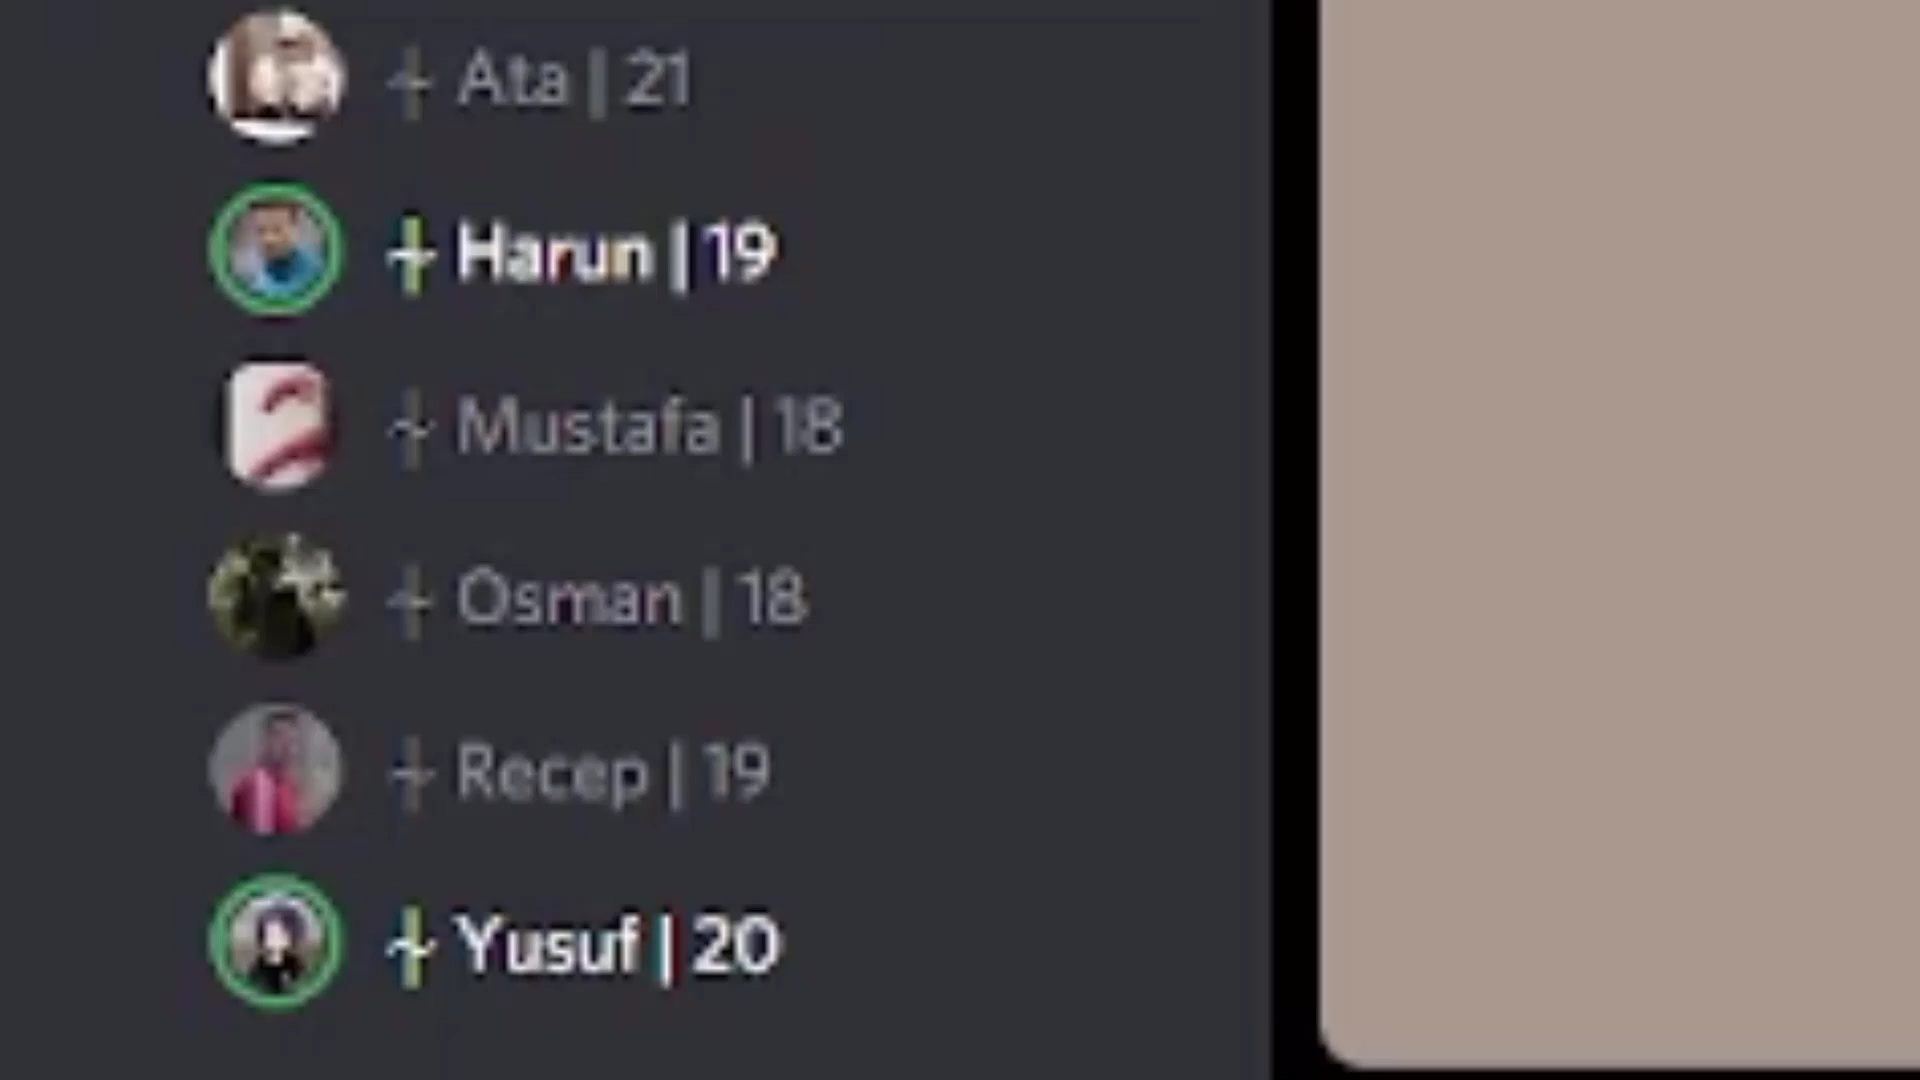 ⍭ Ata | 21
⍭ Harun | 19
⍭ Mustafa | 18
⍭ Osman | 18
⍭ Recep | 19
⍭ Yusuf | 20